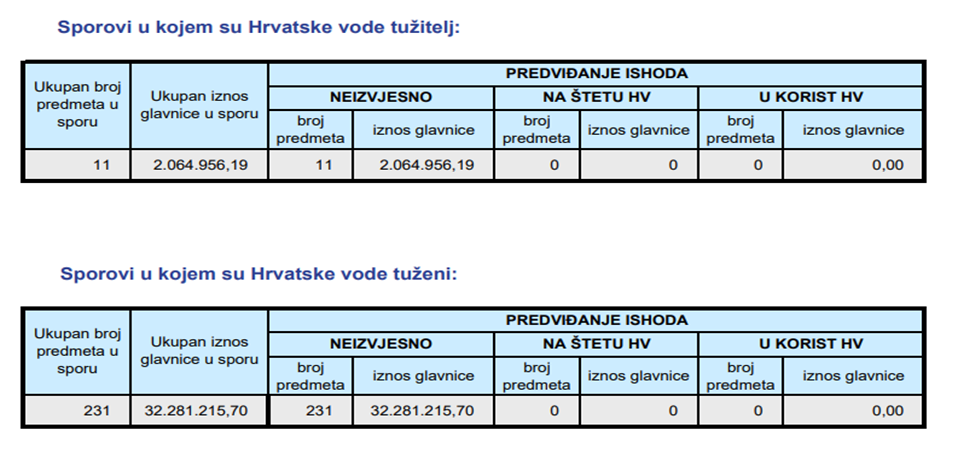 Sporovi u kojem su Hrvatske vode tužitelj:
Ukupan broj predmeta u sporu
Ukupan iznos glavnice u sporu
PREDVIĐANJE ISHODA
NEIZVJESNO
NA ŠTETU HV
U KORIST HV
broj predmeta
iznos glavnice
broj predmeta
iznos glavnice
broj predmeta
iznos glavnice
11 2.064.956,19 11 2.064.956,19 0 0 0 0,00
Sporovi u kojem su Hrvatske vode tuženi:
Ukupan broj predmeta u sporu
Ukupan iznos glavnice u sporu
PREDVIĐANJE ISHODA
NEIZVJESNO
NA ŠTETU HV
U KORIST HV
broj predmeta
iznos glavnice
broj predmeta
iznos glavnice
broj predmeta
iznos glavnice
231 32.281.215,70 231 32.281.215,70 0 0 0 0,00